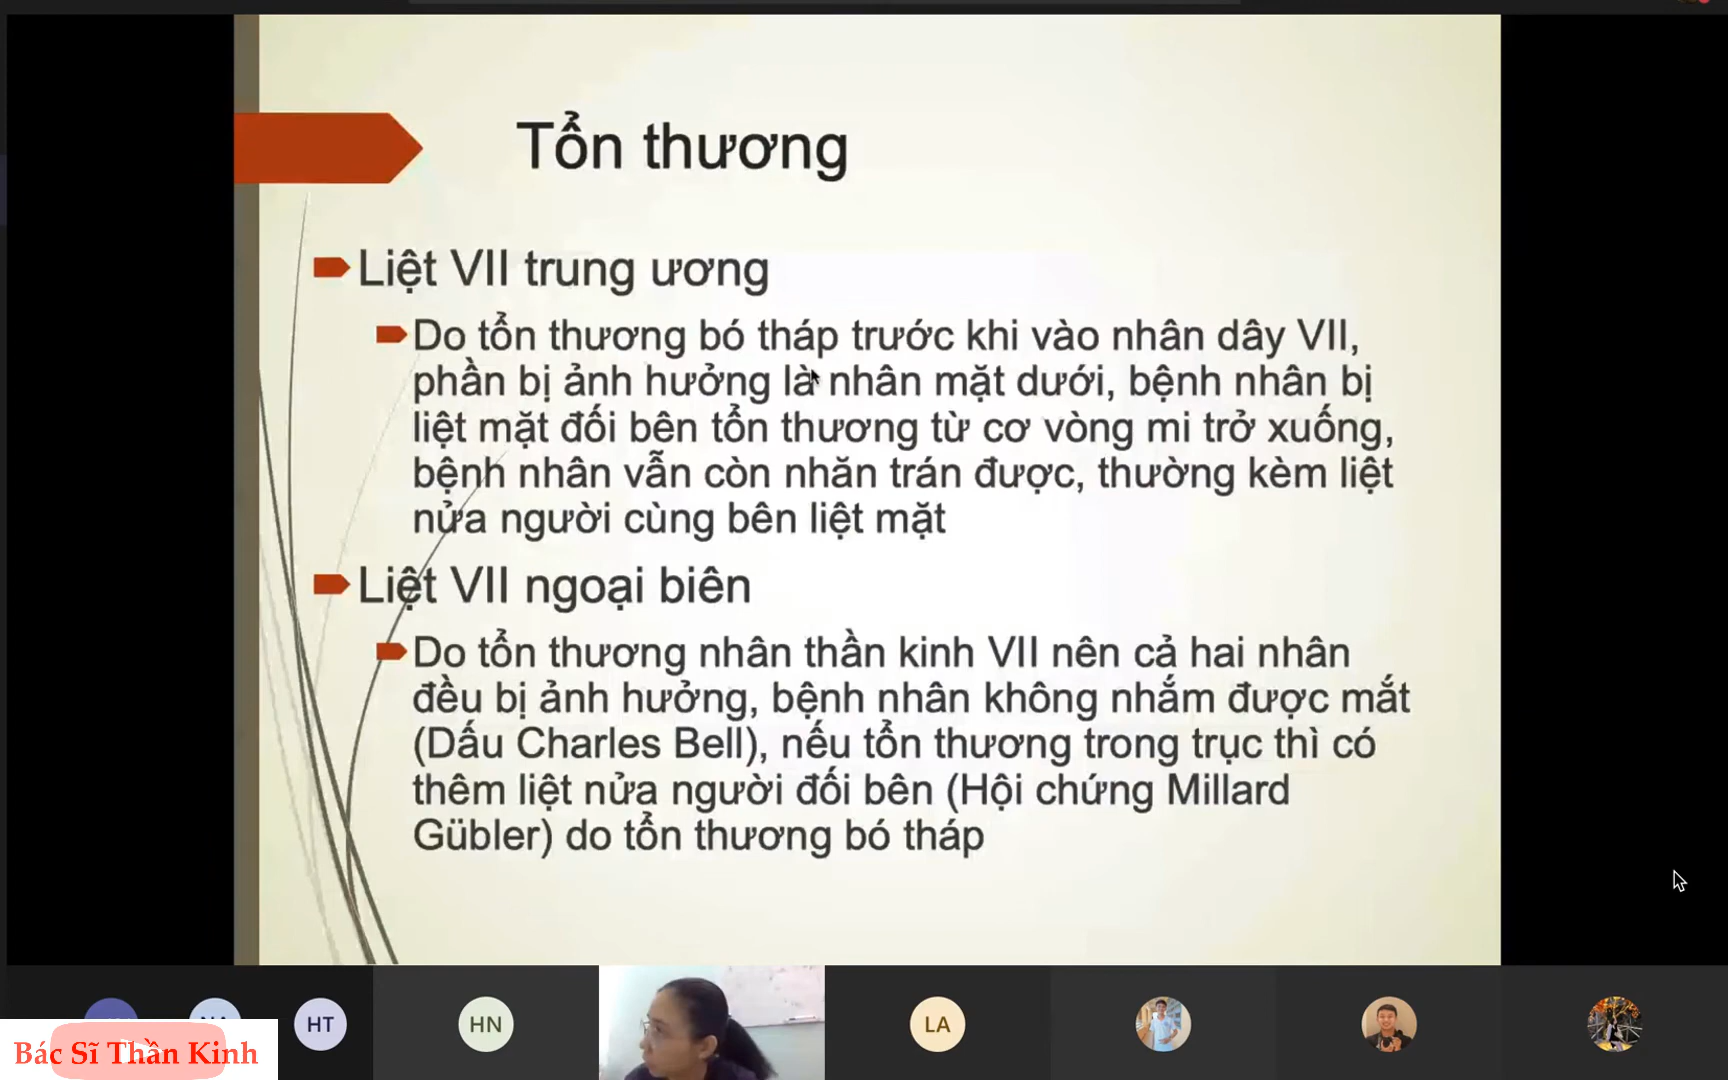 Tổn thương
Liệt VII trung ương
Do tổn thương bó tháp trước khi vào nhân dây VII,
phần bị ảnh hưởng là nhân mặt dưới, bệnh nhân bị
liệt mặt đối bên tổn thương từ cơ vòng mi trở xuống,
bệnh nhân vẫn còn nhăn trán được, thường kèm liệt
nửa người cùng bên liệt mặt
Liệt VII ngoại biên
Do tổn thương nhân thần kinh VII nên cả hai nhân
đều bị ảnh hưởng, bệnh nhân không nhắm được mắt
(Dấu Charles Bell), nếu tổn thương trong trục thì có
thêm liệt nửa người đối bên (Hội chứng Millard
Gübler) do tổn thương bó tháp
HT
HN
LA
Bác Sĩ Thần Kinh